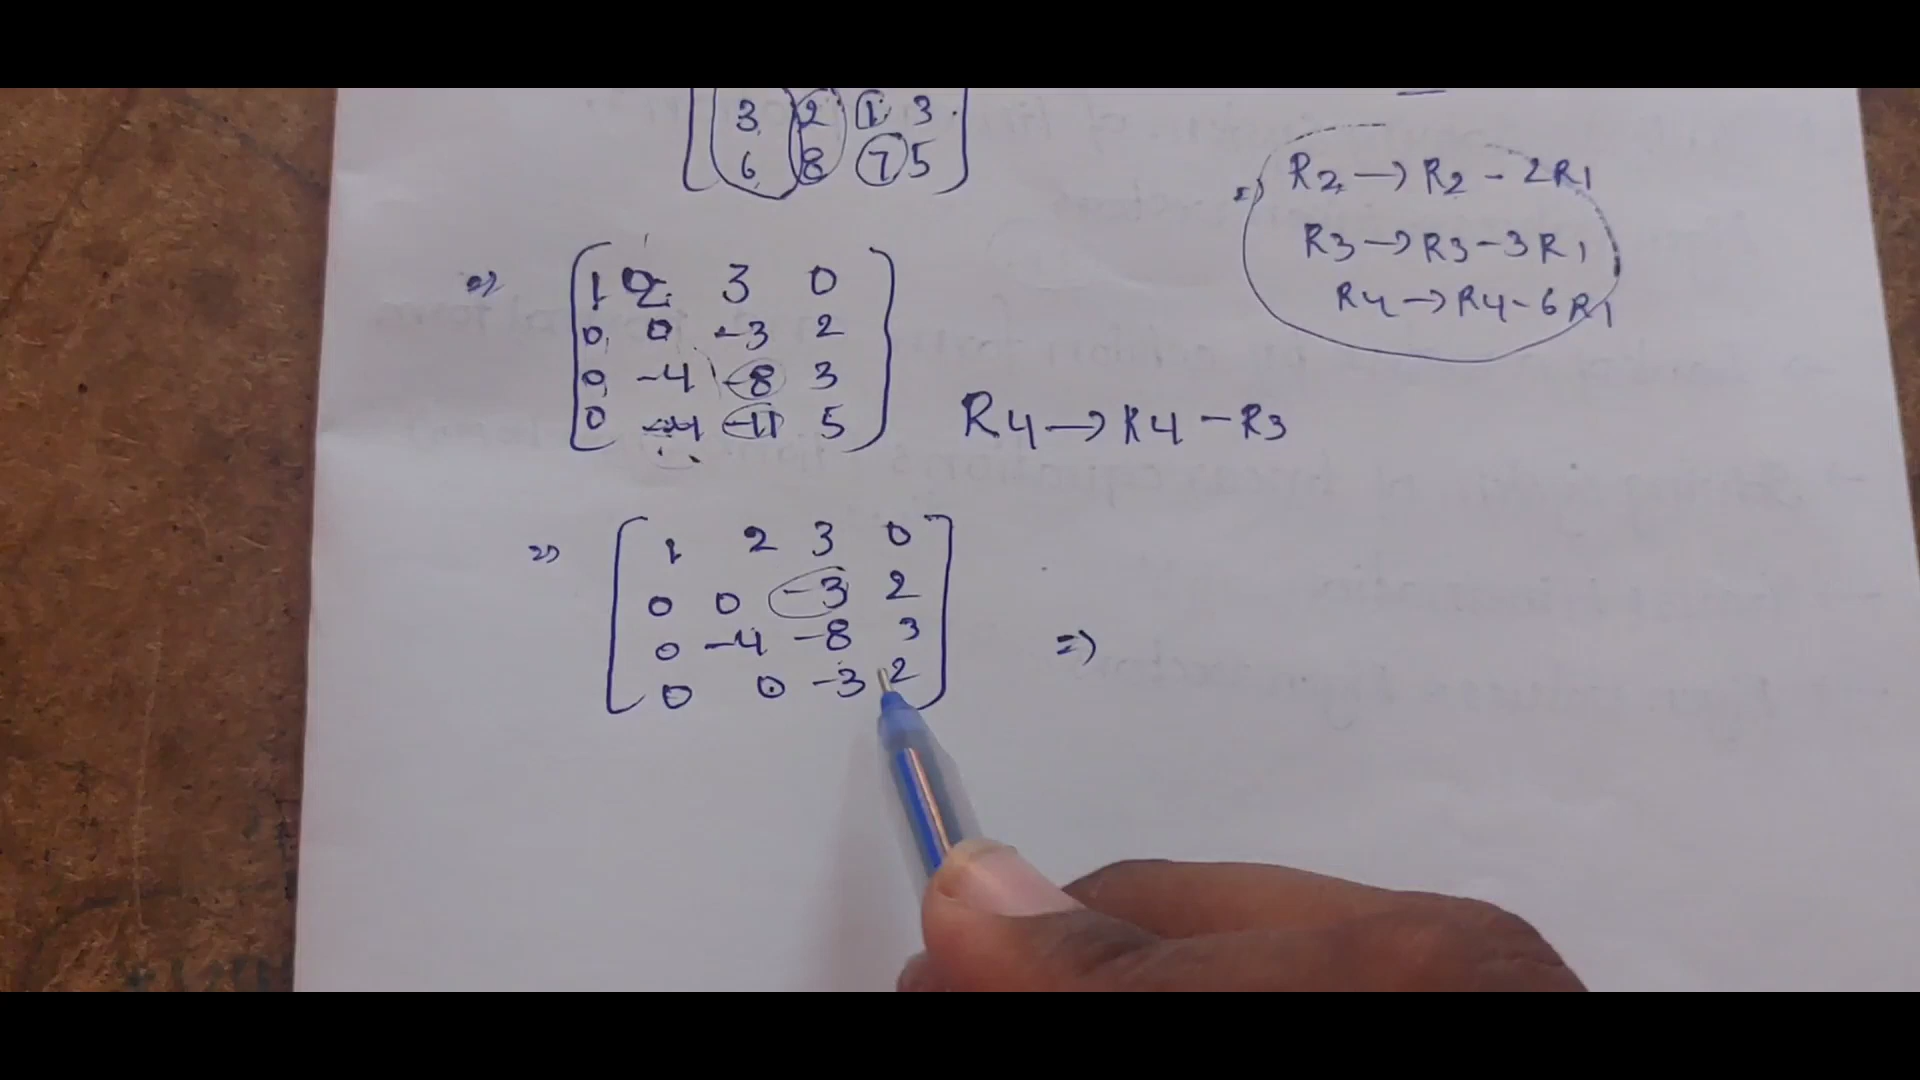 3 2 1 3
6 8 7 5
R2 → R2 - 2R1
R3 → R3 - 3R1
R4 → R4 - 6R1
1 2 3 0
0 0 -3 2
0 -4 -8 3
0 -4 -11 5
R4 → R4 - R3
1 2 3 0
0 0 -3 2
0 -4 -8 3
0 0 -3 2
=)